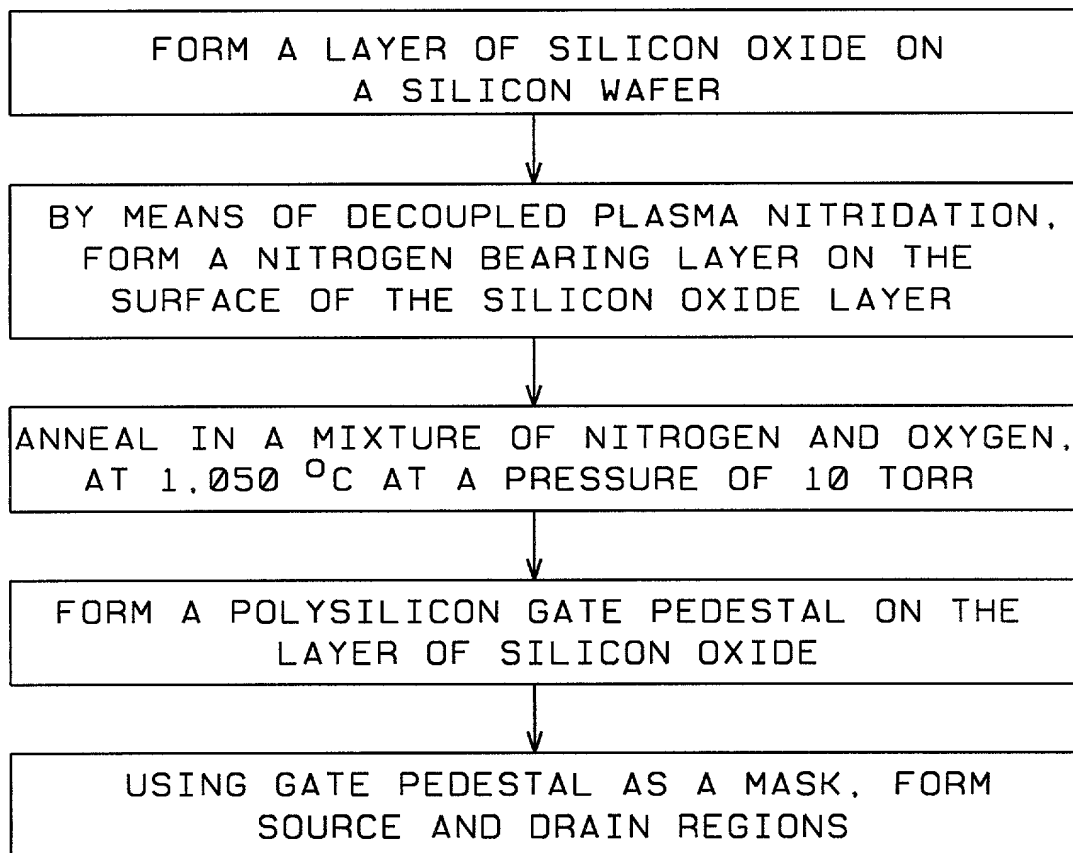 FORM A LAYER OF SILICON OXIDE ON
A SILICON WAFER
BY MEANS OF DECOUPLED PLASMA NITRIDATION,
FORM A NITROGEN BEARING LAYER ON THE
SURFACE OF THE SILICON OXIDE LAYER
ANNEAL IN A MIXTURE OF NITROGEN AND OXYGEN,
AT 1,050 °C AT A PRESSURE OF 10 TORR
FORM A POLYSILICON GATE PEDESTAL ON THE
LAYER OF SILICON OXIDE
USING GATE PEDESTAL AS A MASK, FORM
SOURCE AND DRAIN REGIONS